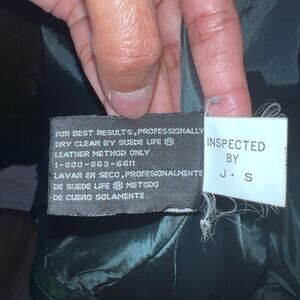 FOR BEST RESULTS, PROFESSIONALLY
DRY CLEAN BY SUEDE LIFE ®
LEATHER METHOD ONLY.
1-800-863-6611
LAVAR EN SECO, PROFESIONALMENTE
DE SUEDE LIFE ® METODO
DE CUERO SOLAMENTE.
INSPECTED
BY
J · S